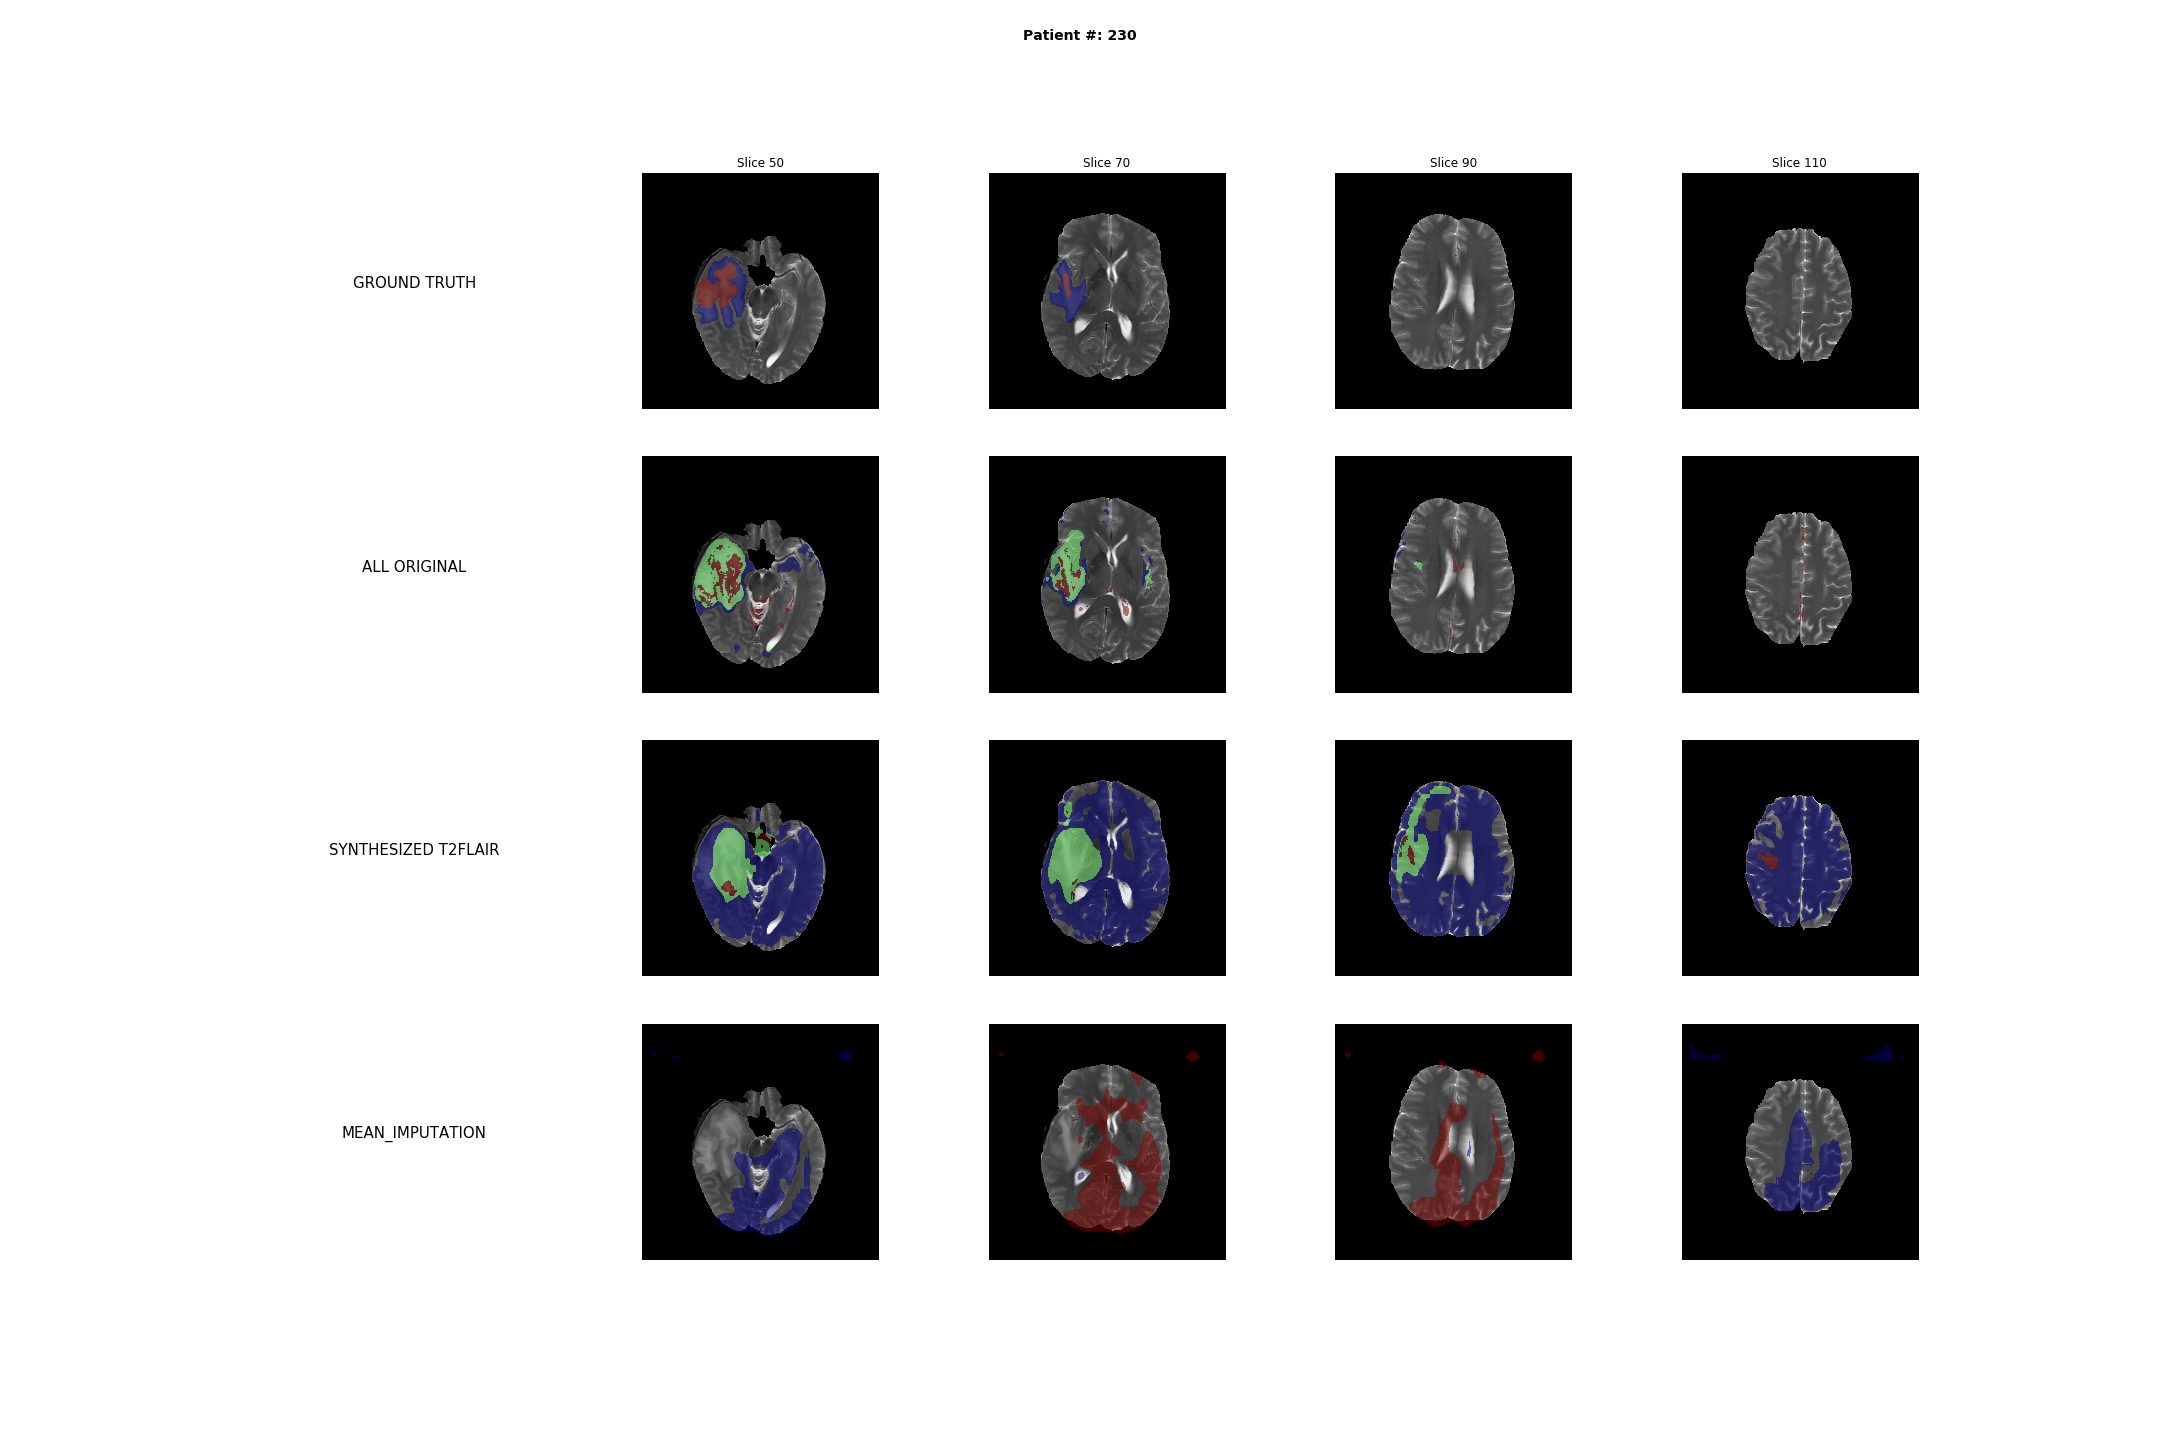 Patient #: 230
Slice 50
Slice 70
Slice 90
Slice 110
GROUND TRUTH
ALL ORIGINAL
SYNTHESIZED T2FLAIR
MEAN_IMPUTATION